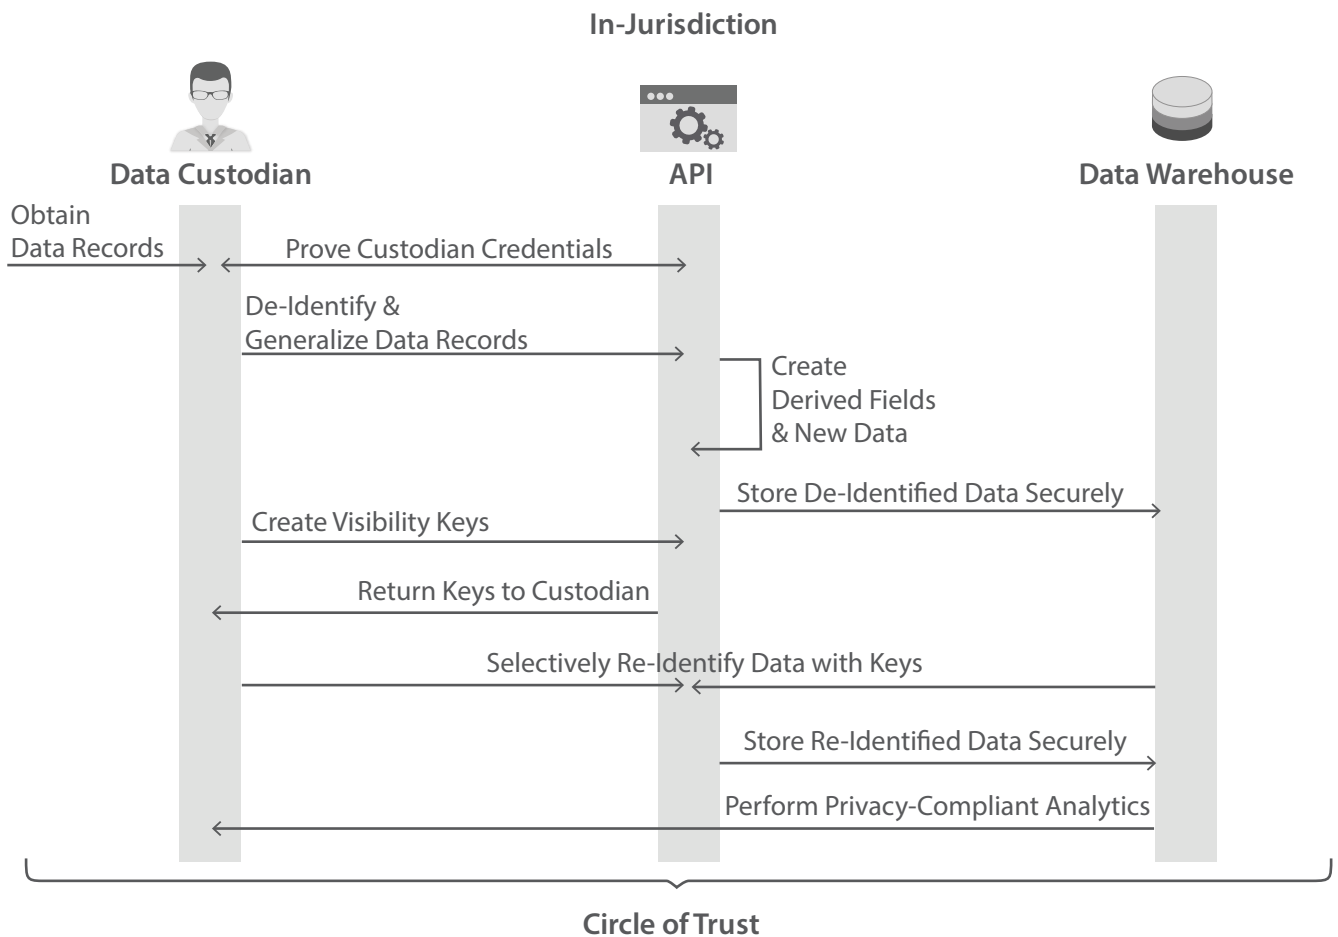 In-Jurisdiction
Data Custodian
API
Data Warehouse
Obtain
Data Records
Prove Custodian Credentials
De-Identify &
Generalize Data Records
Create
Derived Fields
& New Data
Store De-Identified Data Securely
Create Visibility Keys
Return Keys to Custodian
Selectively Re-Identify Data with Keys
Store Re-Identified Data Securely
Perform Privacy-Compliant Analytics
Circle of Trust